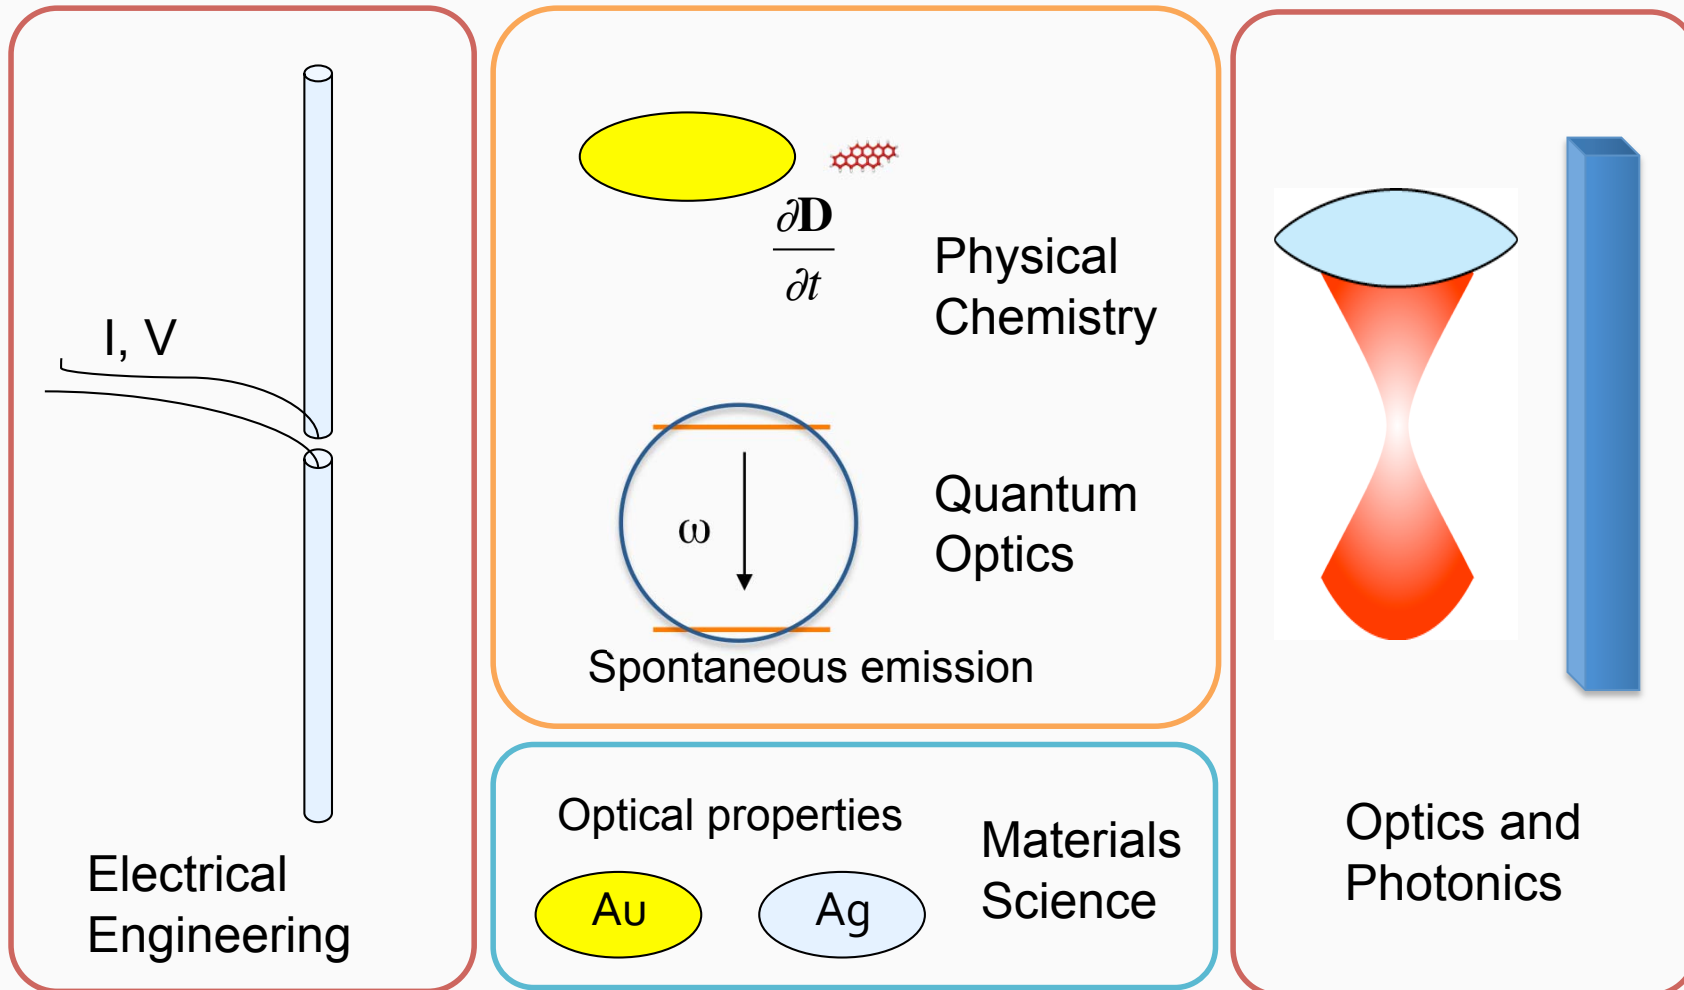 I, V
Electrical
Engineering
∂D
∂t
Physical
Chemistry
ω
Quantum
Optics
Spontaneous emission
Optical properties
Au
Ag
Materials
Science
Optics and
Photonics